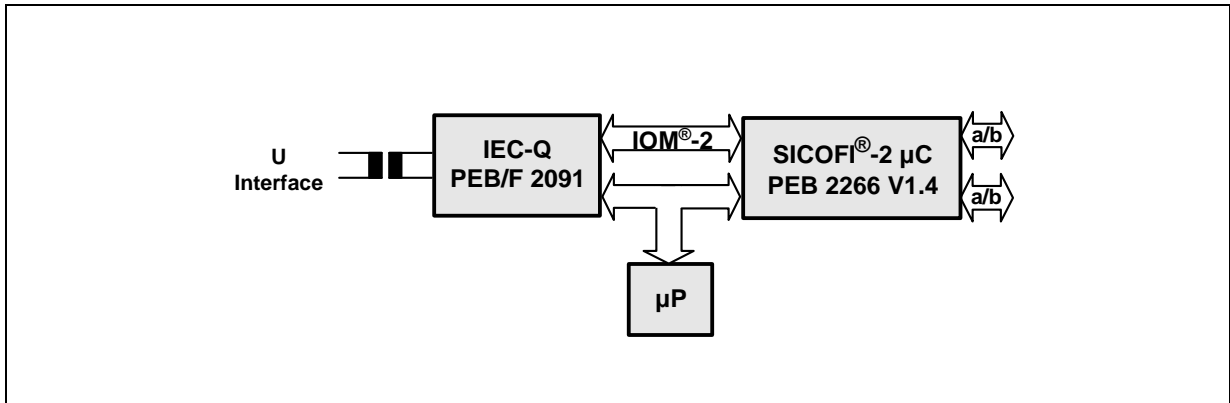 U
Interface
IEC-Q
PEB/F 2091
IOM®-2
SICOFI®-2 µC
PEB 2266 V1.4
a/b
a/b
µP